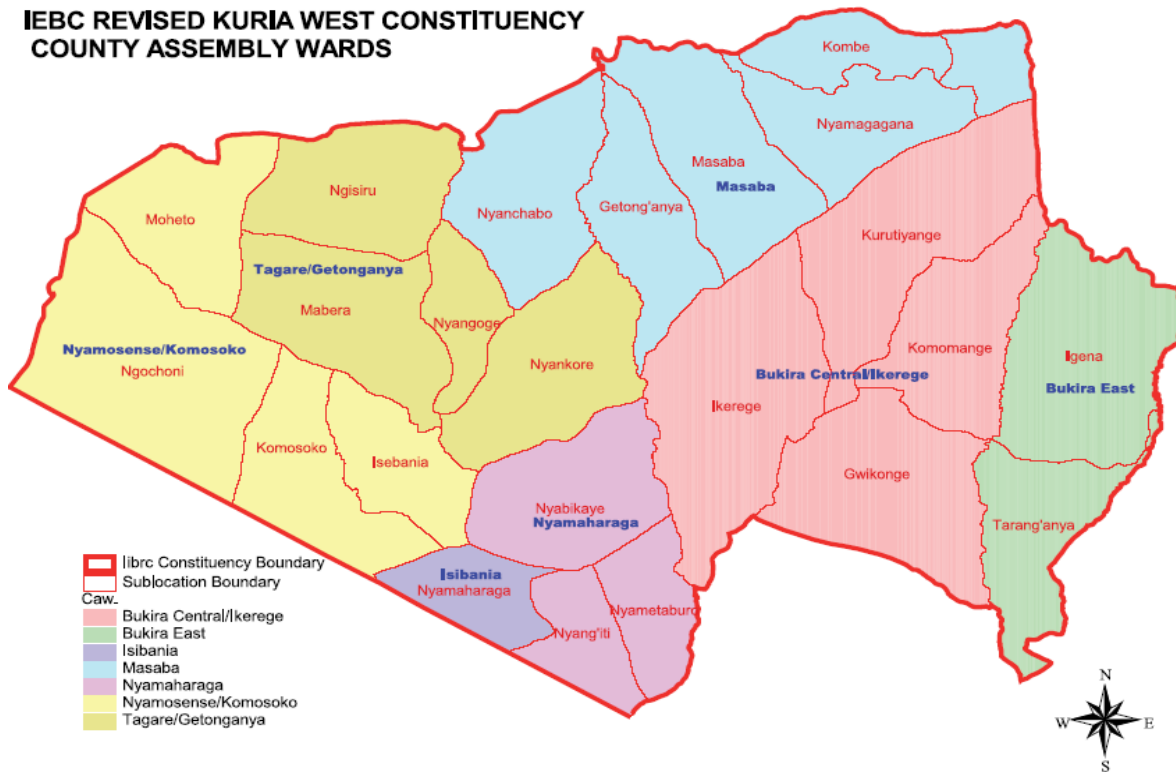 IEBC REVISED KURIA WEST CONSTITUENCY
COUNTY ASSEMBLY WARDS
Kombe
Nyamagagana
Masaba
Masaba
Ngisiru
Moheto
Nyanchabo
Getong'anya
Kurutiyange
Tagare/Getonganya
Mabera
Nyangoge
Nyamosense/Komosoko
Ngochoni
Nyankore
Komomange
Igena
Bukira Central/Ikerege
Bukira East
Ikerege
Komosoko
Isebania
Gwikonge
Nyabikaye
Nyamaharaga
Tarang'anya
Isibania
Nyamaharaga
Nyametaburo
Nyang'iti
Iibrc Constituency Boundary
Sublocation Boundary
Caw.
Bukira Central/Ikerege
Bukira East
Isibania
Masaba
Nyamaharaga
Nyamosense/Komosoko
Tagare/Getonganya
N
W E
S